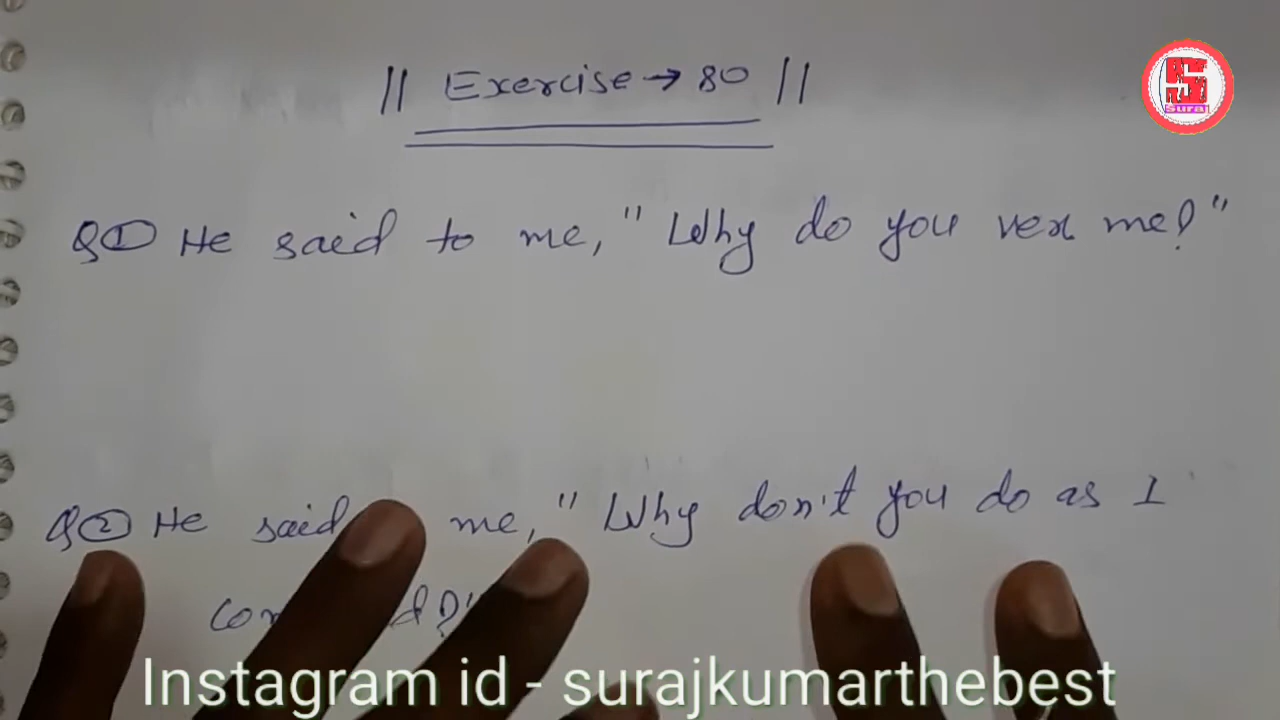 || Exercise → 80 ||
Suraj
Q① He said to me, "Why do you vex me?"
Q② He said me, "Why don't you do as I
Instagram id - surajkumarthebest